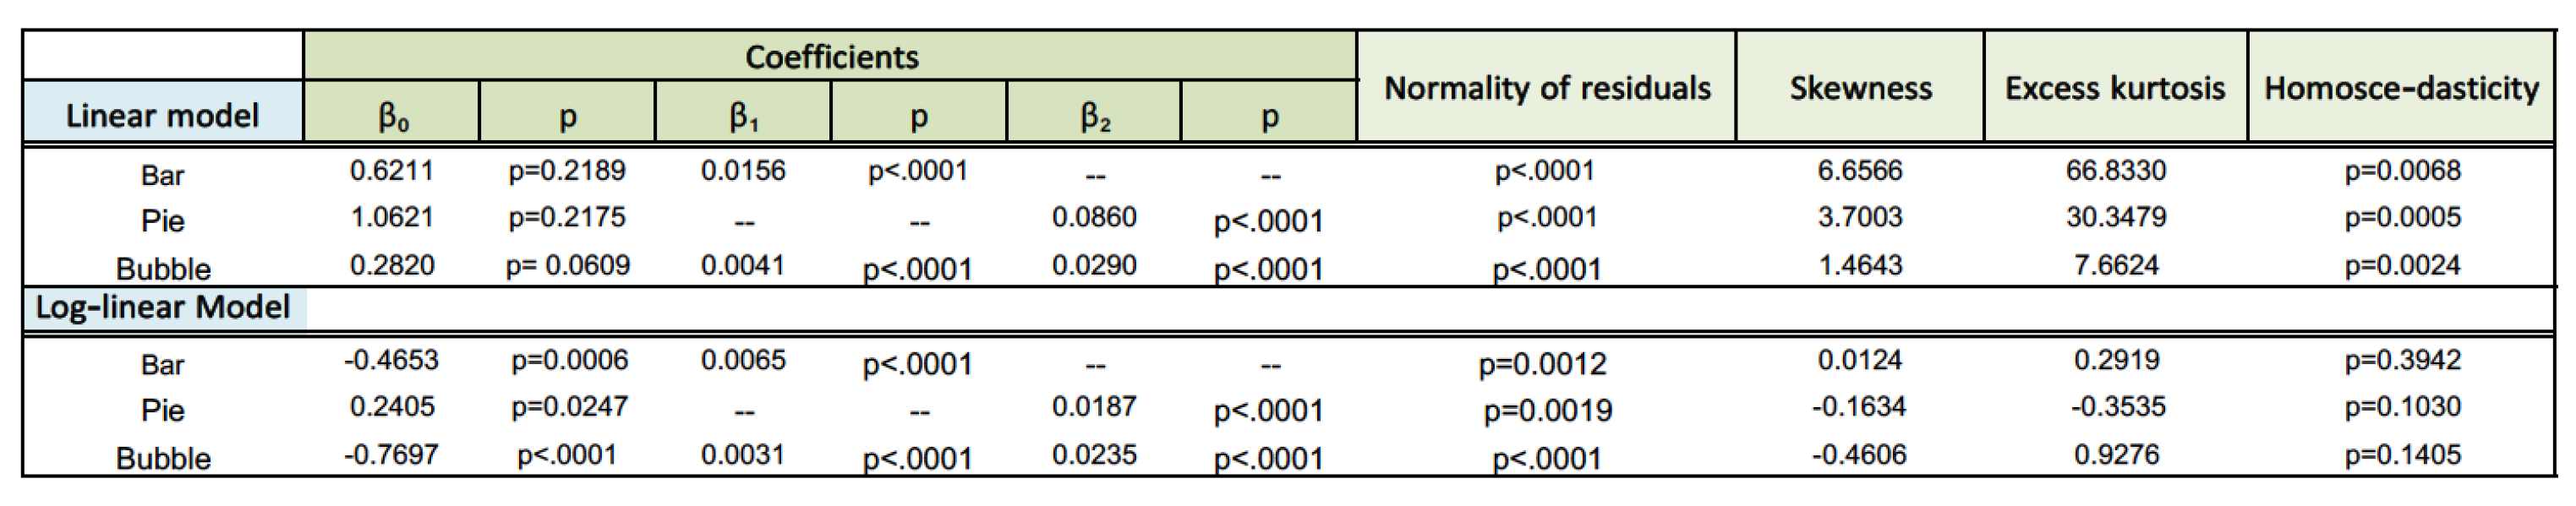 Coefficients
Normality of residuals Skewness Excess kurtosis Homosce-dasticity
Linear model β₀ p β₁ p β₂ p
Bar 0.6211 p=0.2189 0.0156 p<.0001 -- -- p<.0001 6.6566 66.8330 p=0.0068
Pie 1.0621 p=0.2175 -- -- 0.0860 p<.0001 p<.0001 3.7003 30.3479 p=0.0005
Bubble 0.2820 p= 0.0609 0.0041 p<.0001 0.0290 p<.0001 p<.0001 1.4643 7.6624 p=0.0024
Log-linear Model
Bar -0.4653 p=0.0006 0.0065 p<.0001 -- -- p=0.0012 0.0124 0.2919 p=0.3942
Pie 0.2405 p=0.0247 -- -- 0.0187 p<.0001 p=0.0019 -0.1634 -0.3535 p=0.1030
Bubble -0.7697 p<.0001 0.0031 p<.0001 0.0235 p<.0001 p<.0001 -0.4606 0.9276 p=0.1405